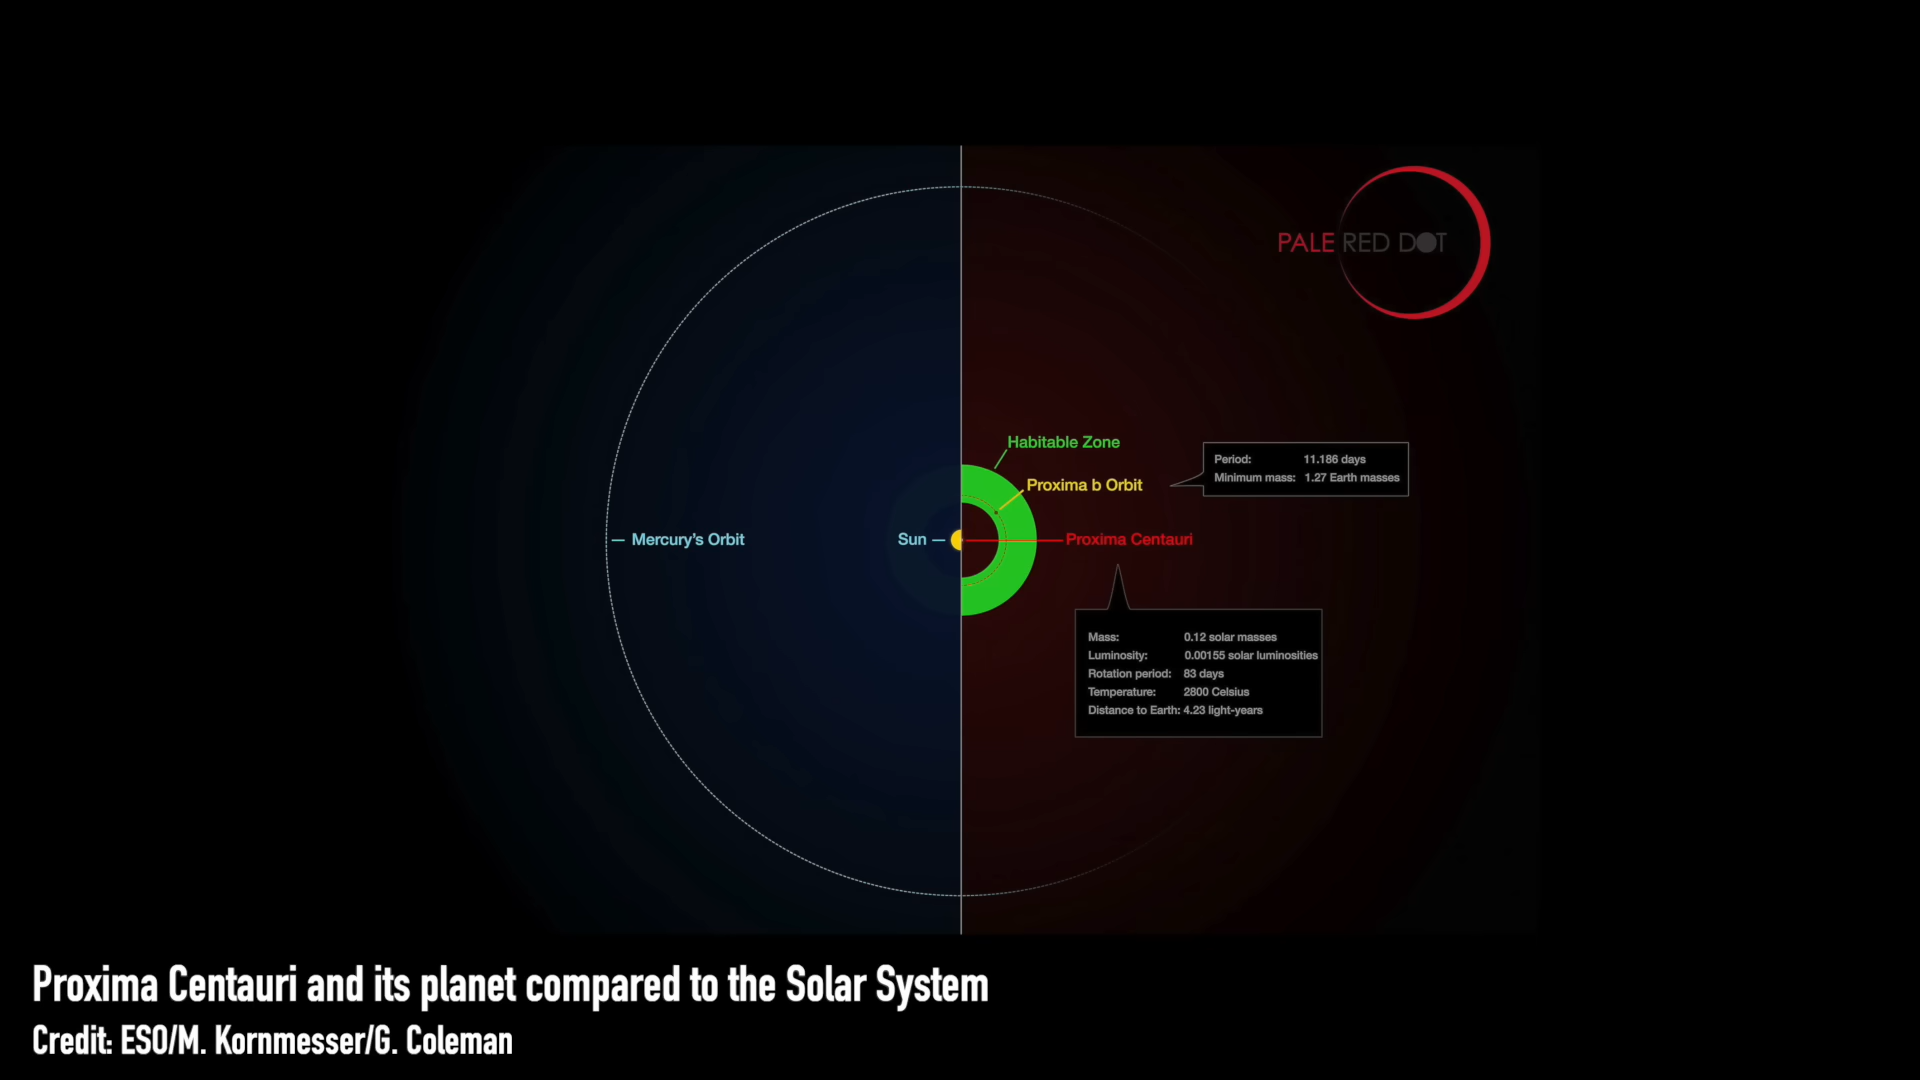 PALE RED DOT
Habitable Zone
Proxima b Orbit
Period: 11.186 days
Minimum mass: 1.27 Earth masses
Mercury's Orbit
Sun
Proxima Centauri
Mass: 0.12 solar masses
Luminosity: 0.00155 solar luminosities
Rotation period: 83 days
Temperature: 2800 Celsius
Distance to Earth: 4.23 light-years
Proxima Centauri and its planet compared to the Solar System
Credit: ESO/M. Kornmesser/G. Coleman